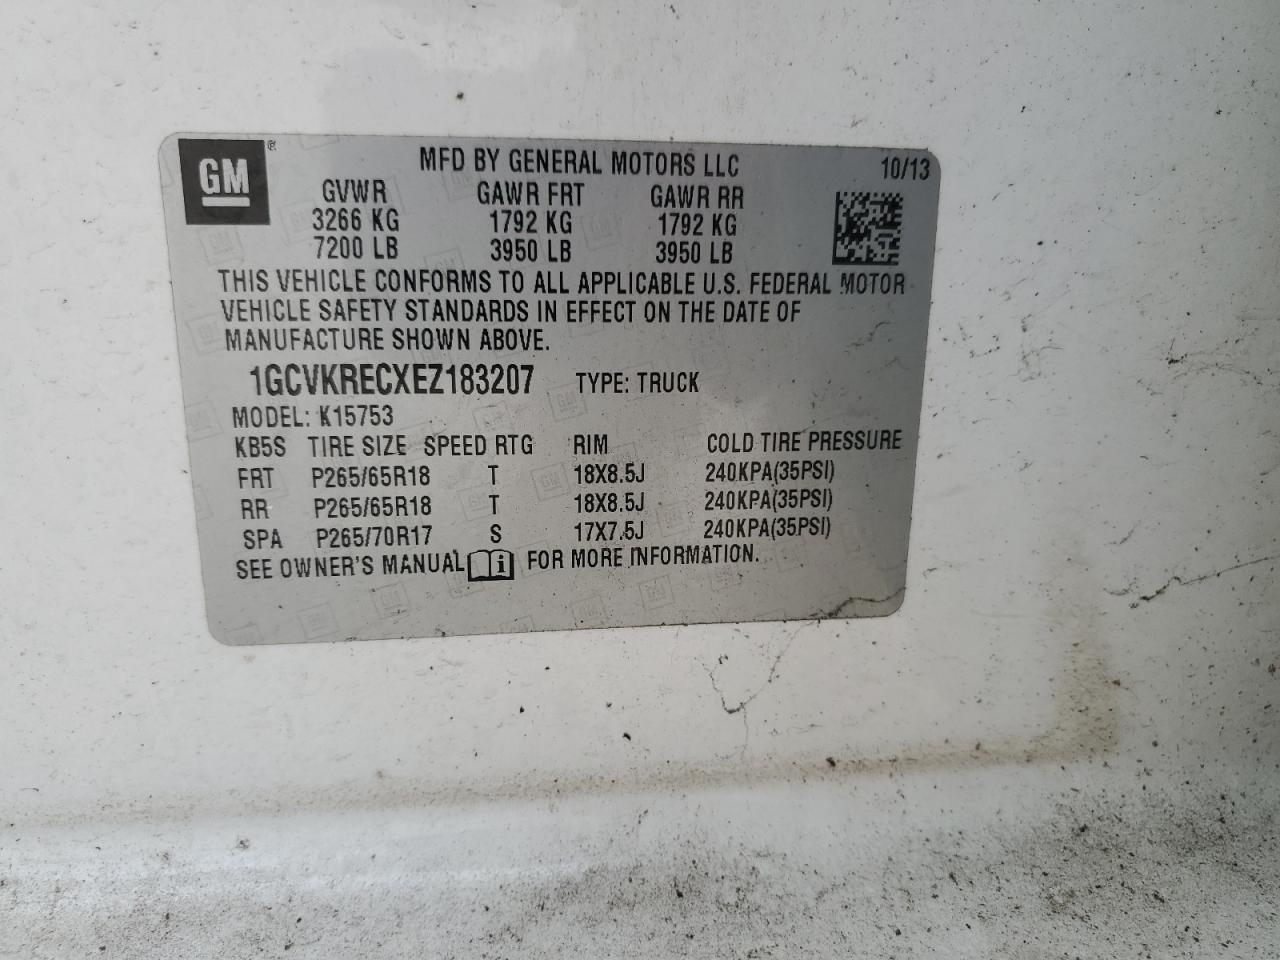 GM ® MFD BY GENERAL MOTORS LLC 10/13
GVWR GAWR FRT GAWR RR
3266 KG 1792 KG 1792 KG
7200 LB 3950 LB 3950 LB
THIS VEHICLE CONFORMS TO ALL APPLICABLE U.S. FEDERAL MOTOR
VEHICLE SAFETY STANDARDS IN EFFECT ON THE DATE OF
MANUFACTURE SHOWN ABOVE.
1GCVKRECXEZ183207 TYPE: TRUCK
MODEL: K15753
KB5S TIRE SIZE SPEED RTG RIM COLD TIRE PRESSURE
FRT P265/65R18 T 18X8.5J 240KPA(35PSI)
RR P265/65R18 T 18X8.5J 240KPA(35PSI)
SPA P265/70R17 S 17X7.5J 240KPA(35PSI)
SEE OWNER'S MANUAL i FOR MORE INFORMATION.